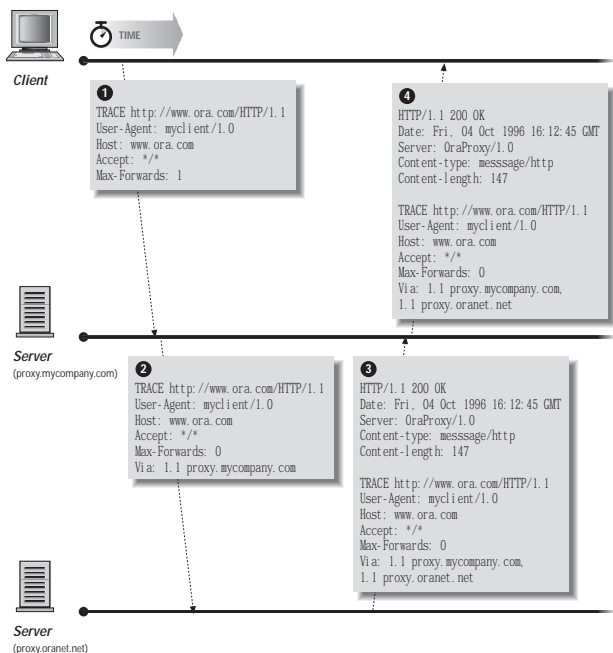 TIME
Client
1
TRACE http://www.ora.com/HTTP/1.1
User-Agent: myclient/1.0
Host: www.ora.com
Accept: */*
Max-Forwards: 1
4
HTTP/1.1 200 OK
Date: Fri, 04 Oct 1996 16:12:45 GMT
Server: OraProxy/1.0
Content-type: messsage/http
Content-length: 147
TRACE http://www.ora.com/HTTP/1.1
User-Agent: myclient/1.0
Host: www.ora.com
Accept: */*
Max-Forwards: 0
Via: 1.1 proxy.mycompany.com,
1.1 proxy.oranet.net
Server
(proxy.mycompany.com)
2
TRACE http://www.ora.com/HTTP/1.1
User-Agent: myclient/1.0
Host: www.ora.com
Accept: */*
Max-Forwards: 0
Via: 1.1 proxy.mycompany.com
3
HTTP/1.1 200 OK
Date: Fri, 04 Oct 1996 16:12:45 GMT
Server: OraProxy/1.0
Content-type: messsage/http
Content-length: 147
TRACE http://www.ora.com/HTTP/1.1
User-Agent: myclient/1.0
Host: www.ora.com
Accept: */*
Max-Forwards: 0
Via: 1.1 proxy.mycompany.com,
1.1 proxy.oranet.net
Server
(proxy.oranet.net)